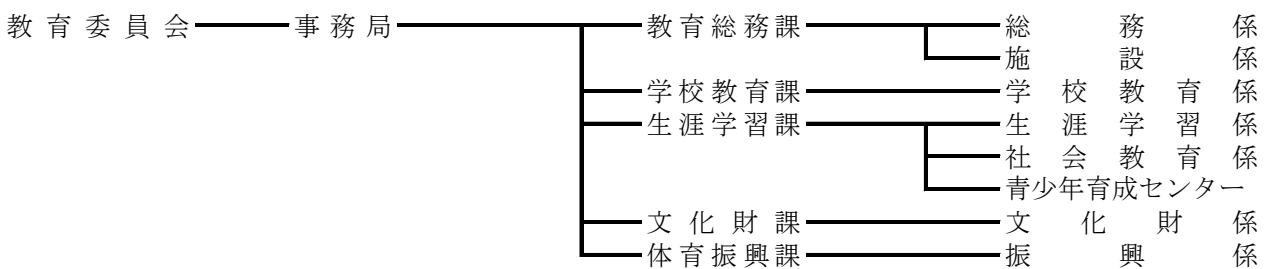 教育委員会 事務局 教育総務課 総務係
施設係
学校教育課 学校教育係
生涯学習課 生涯学習係
社会教育係
青少年育成センター
文化財課 文化財係
体育振興課 振興係